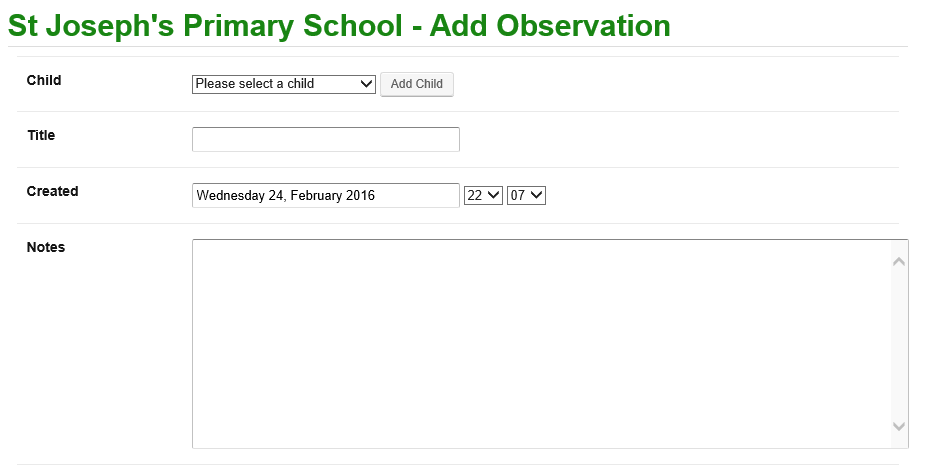 St Joseph's Primary School - Add Observation
Child Please select a child Add Child
Title
Created Wednesday 24, February 2016 22 07
Notes